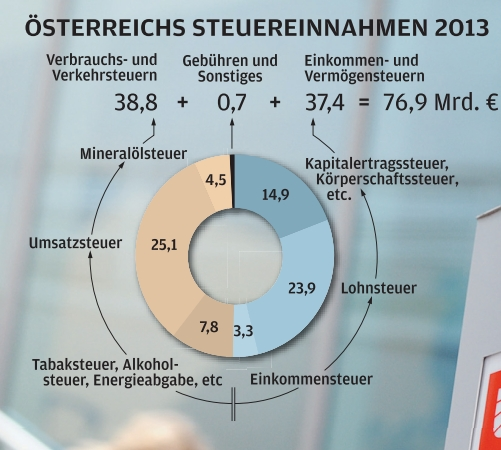 ÖSTERREICHS STEUEREINNAHMEN 2013
Verbrauchs- und
Verkehrsteuern
Gebühren und
Sonstiges
Einkommen- und
Vermögensteuern
38,8 + 0,7 + 37,4 = 76,9 Mrd. €
Mineralölsteuer
Kapitalertragssteuer,
Körperschaftssteuer,
etc.
4,5
14,9
Umsatzsteuer
25,1
23,9
Lohnsteuer
7,8
3,3
Tabaksteuer, Alkohol-
steuer, Energieabgabe, etc
Einkommensteuer